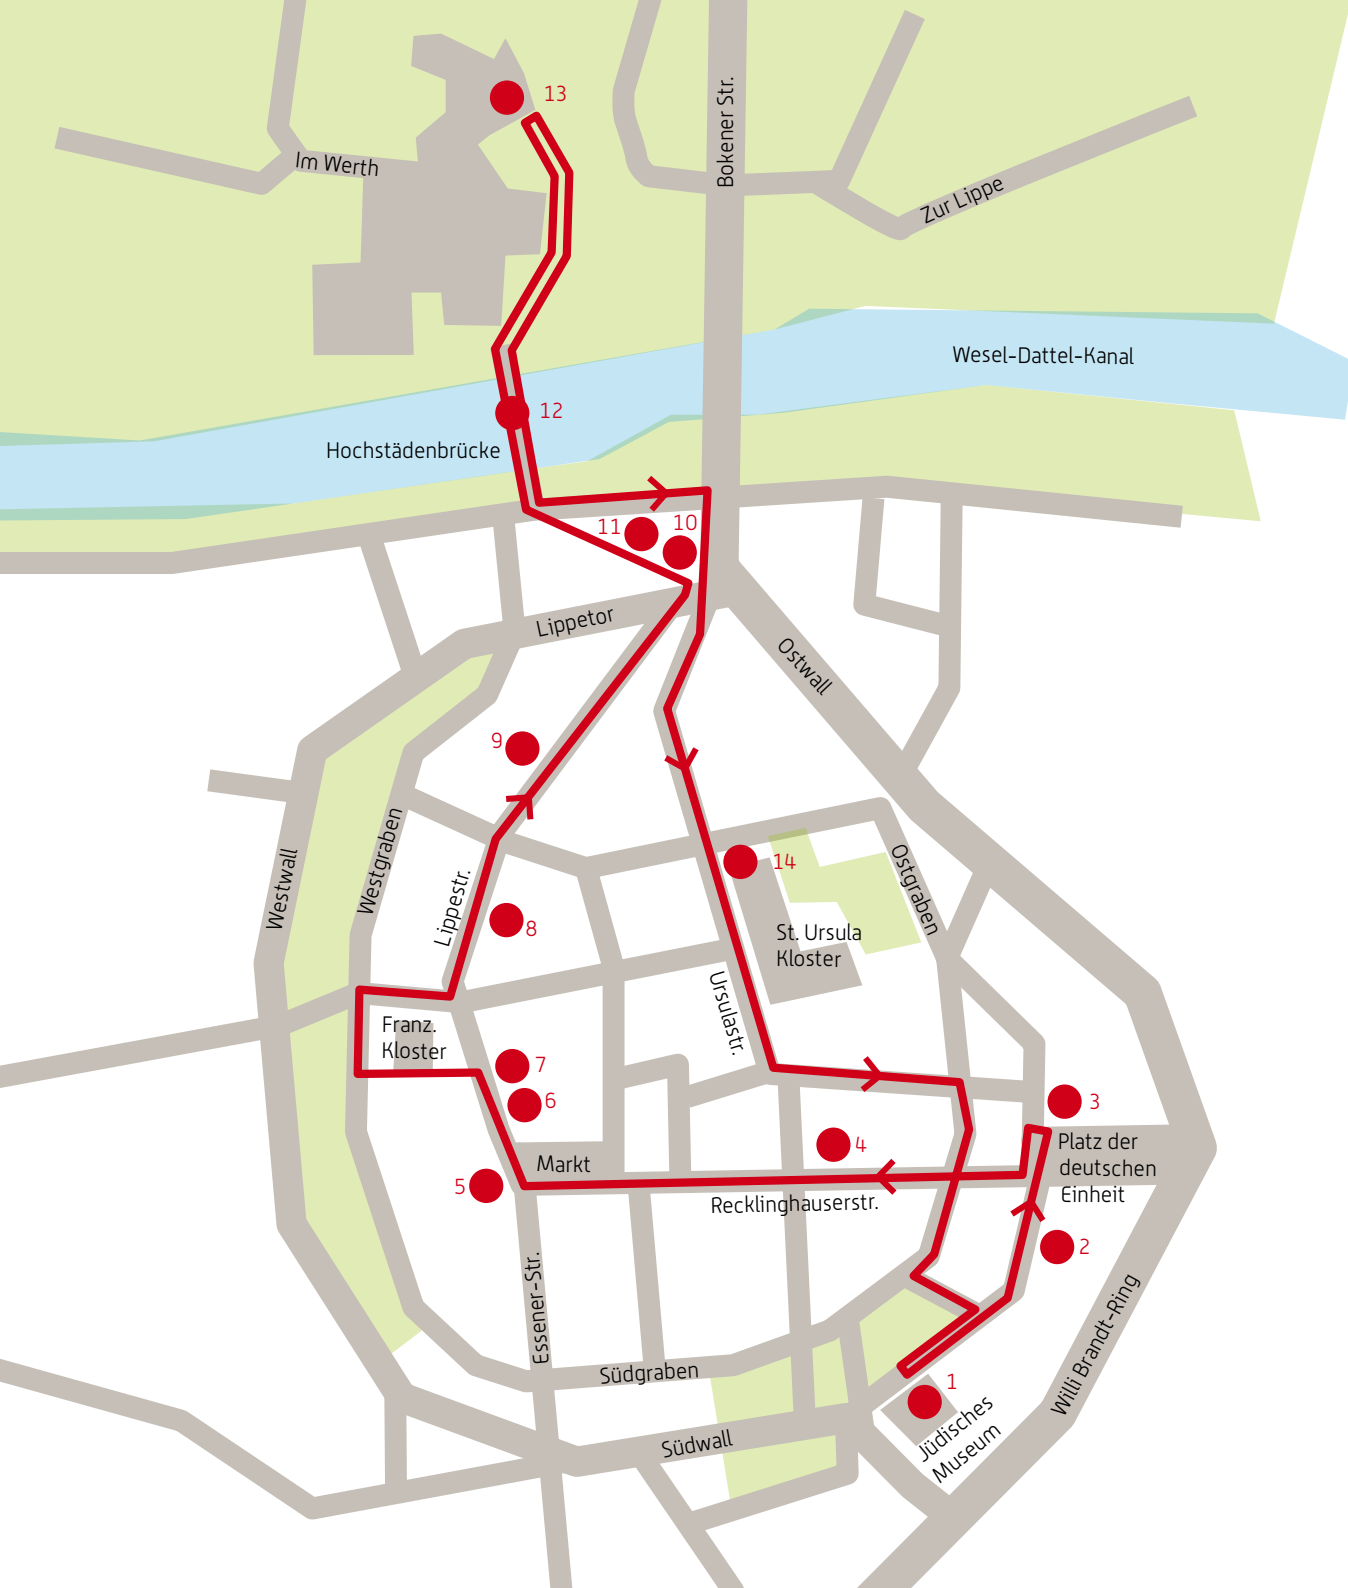 13
Im Werth
Bokener Str.
Zur Lippe
Wesel-Dattel-Kanal
12
Hochstädenbrücke
11
10
Lippetor
Ostwall
9
Westwall
Westgraben
Lippestr.
8
14
Ostgraben
St. Ursula
Kloster
Ursulastr.
Franz.
Kloster
7
6
3
4
Platz der
deutschen
Einheit
Markt
5
Recklinghauserstr.
2
Essener-Str.
Willi Brandt-Ring
Südgraben
1
Jüdisches
Museum
Südwall